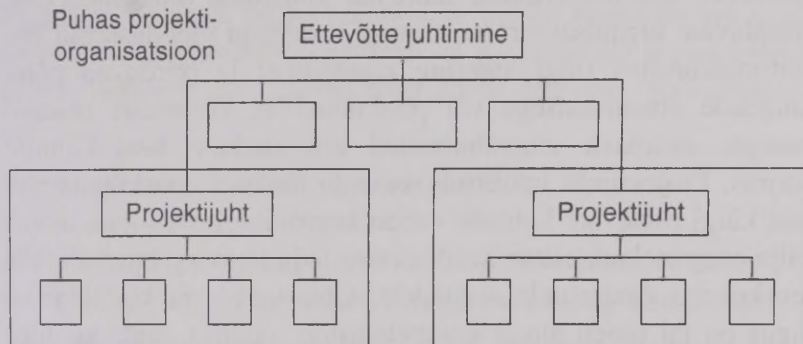 Puhas projekti-
organisatsioon
Ettevõtte juhtimine
Projektijuht
Projektijuht